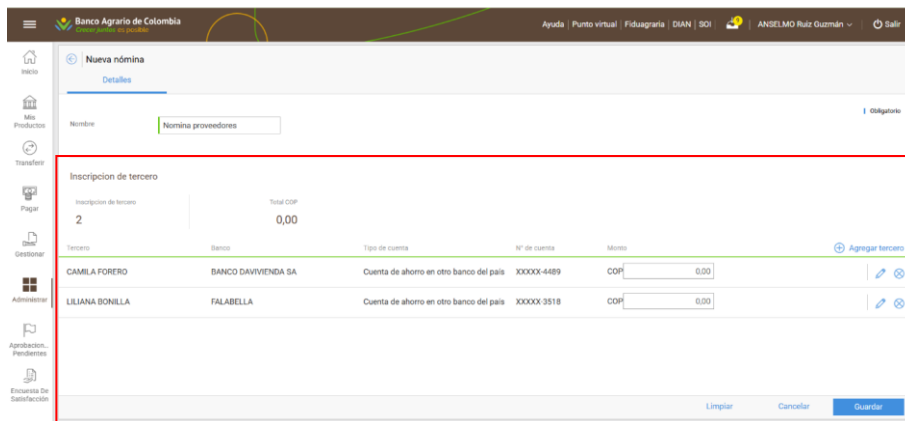 Banco Agrario de Colombia
Crecer juntos es posible
Ayuda | Punto virtual | Fiduagraria | DIAN | SOI | ANSELMO Ruiz Guzmán | Salir
Inicio
Mis
Productos
Transferir
Pagar
Gestionar
Administrar
Aprobacion...
Pendientes
Encuesta De
Satisfacción
Nueva nómina
Detalles
Obligatorio
Nombre Nomina proveedores
Inscripcion de tercero
Inscripcion de tercero Total COP
2 0,00
Tercero Banco Tipo de cuenta N° de cuenta Monto Agregar tercero
CAMILA FORERO BANCO DAVIVIENDA SA Cuenta de ahorro en otro banco del país XXXXX-4489 COP 0,00
LILIANA BONILLA FALABELLA Cuenta de ahorro en otro banco del país XXXXX-3518 COP 0,00
Limpiar Cancelar Guardar